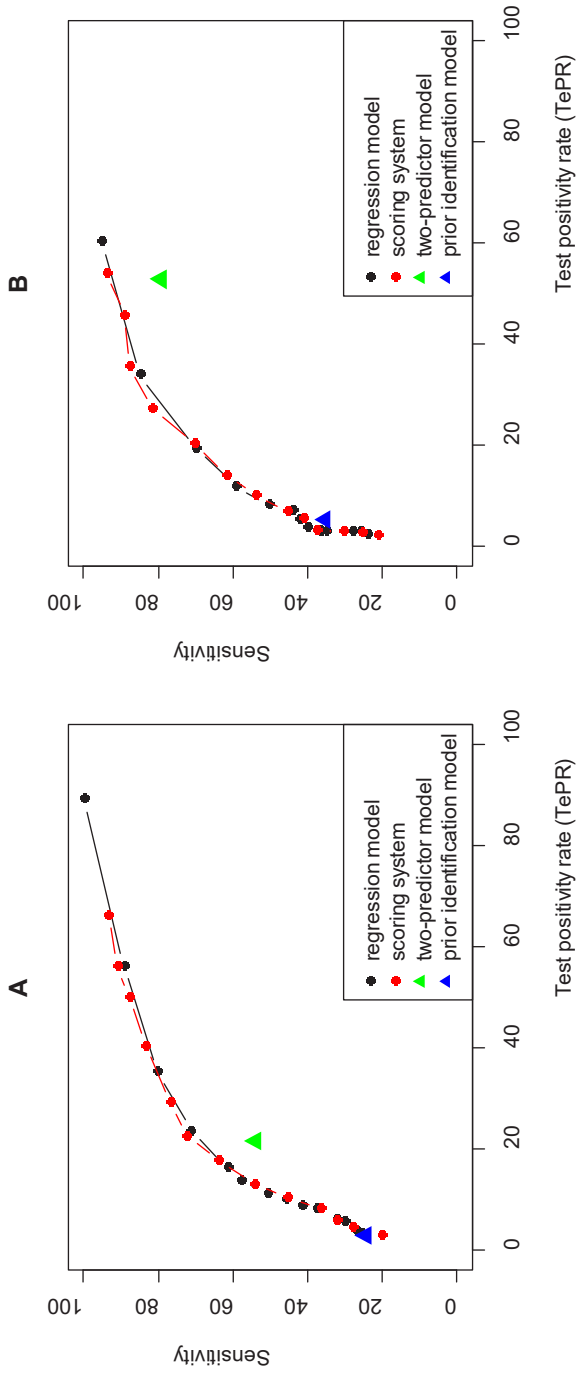 A
Sensitivity
100
80
60
40
20
0
0 20 40 60 80 100
Test positivity rate (TePR)
regression model
scoring system
two-predictor model
prior identification model
B
Sensitivity
100
80
60
40
20
0
0 20 40 60 80 100
Test positivity rate (TePR)
regression model
scoring system
two-predictor model
prior identification model